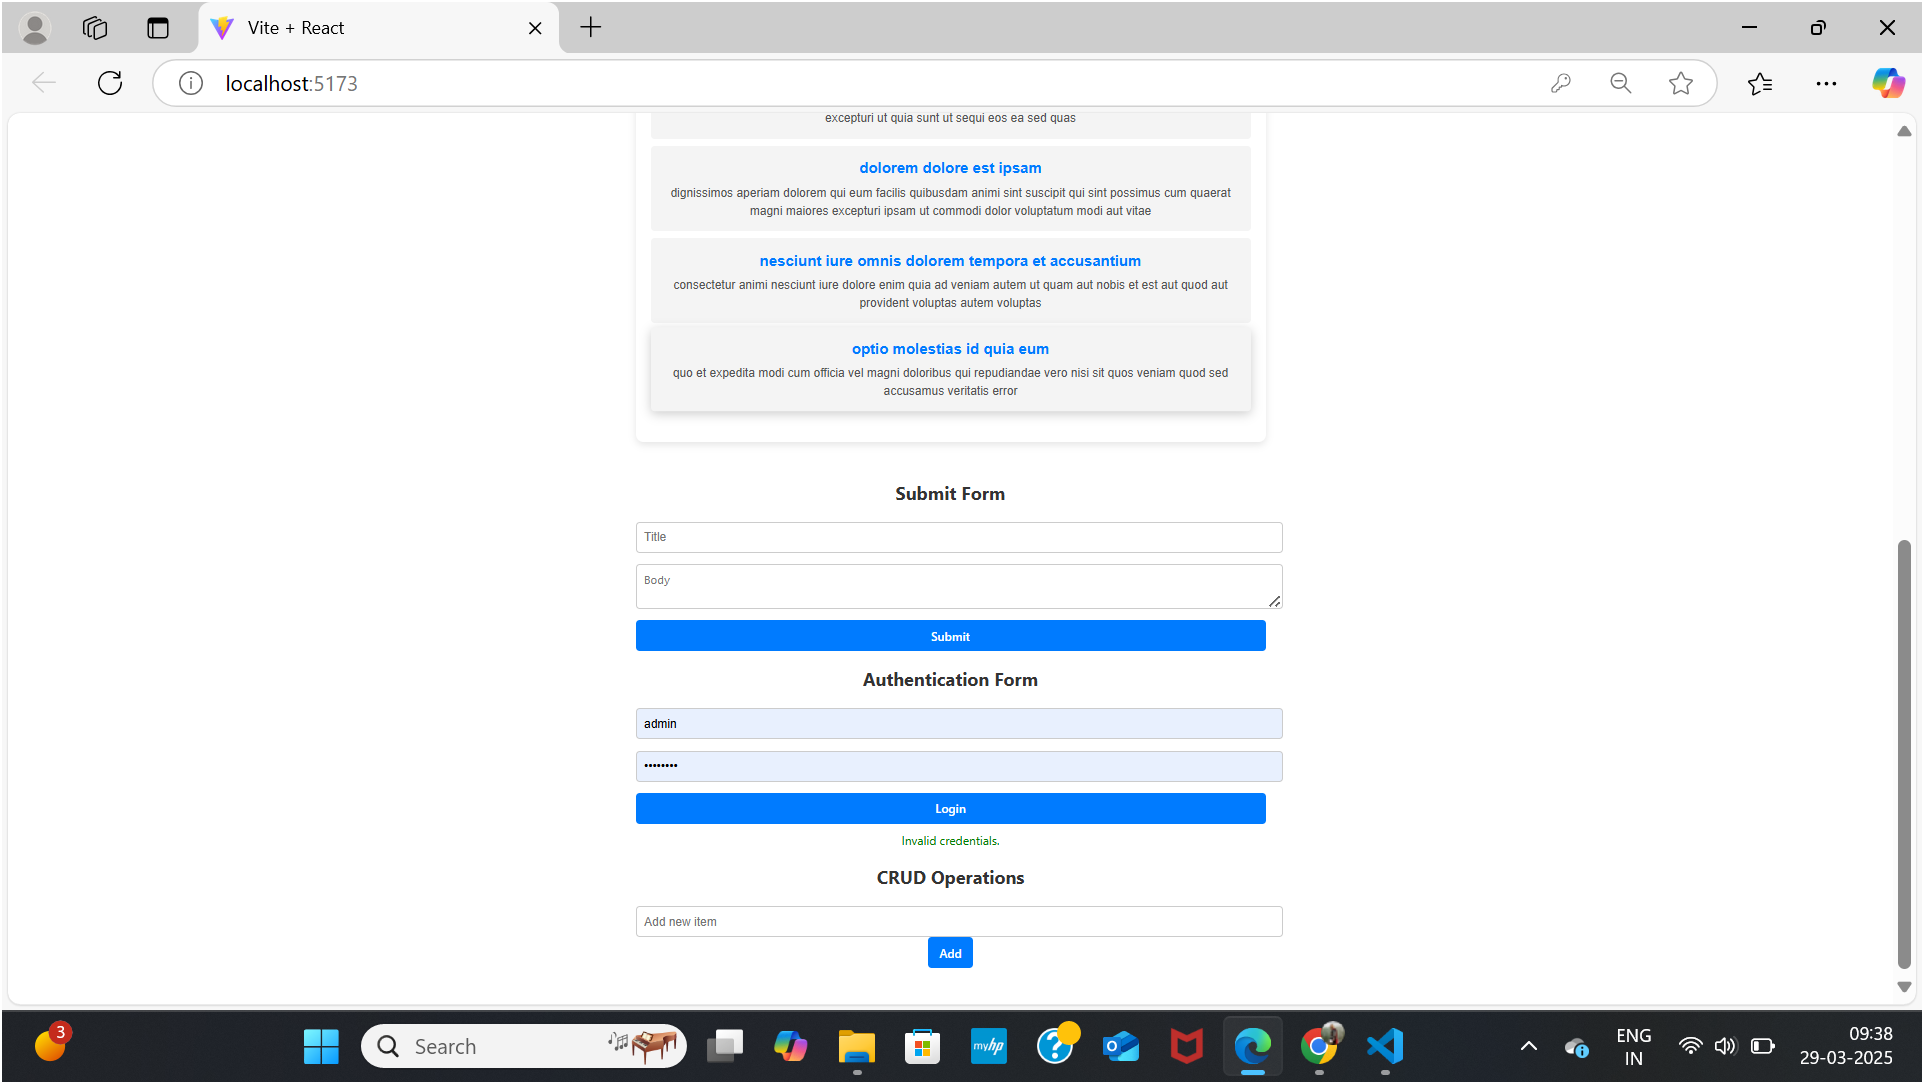 Vite + React
localhost:5173
excepturi ut quia sunt ut sequi eos ea sed quas
dolorem dolore est ipsam
dignissimos aperiam dolorem qui eum facilis quibusdam animi sint suscipit qui sint possimus cum quaerat
magni maiores excepturi ipsam ut commodi dolor voluptatum modi aut vitae
nesciunt iure omnis dolorem tempora et accusantium
consectetur animi nesciunt iure dolore enim quia ad veniam autem ut quam aut nobis et est aut quod aut
provident voluptas autem voluptas
optio molestias id quia eum
quo et expedita modi cum officia vel magni doloribus qui repudiandae vero nisi sit quos veniam quod sed
accusamus veritatis error
Submit Form
Title
Body
Submit
Authentication Form
admin
••••••••
Login
Invalid credentials.
CRUD Operations
Add new item
Add
3
Search
myhp
ENG
IN
09:38
29-03-2025